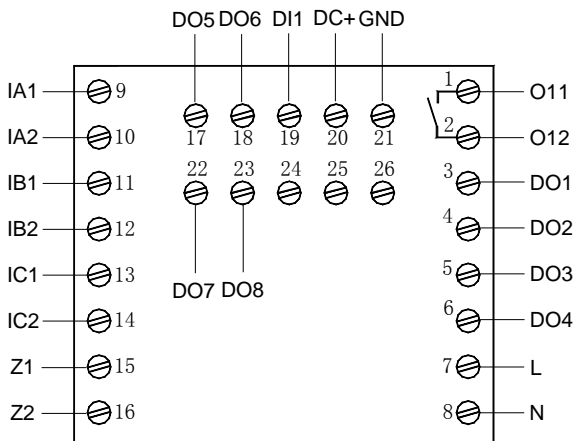 DO5 DO6 DI1 DC+ GND
IA1 9 1 O11
IA2 10 17 18 19 20 21 2 O12
IB1 11 22 23 24 25 26 3 DO1
IB2 12 4 DO2
IC1 13 DO7 DO8 5 DO3
IC2 14 6 DO4
Z1 15 7 L
Z2 16 8 N